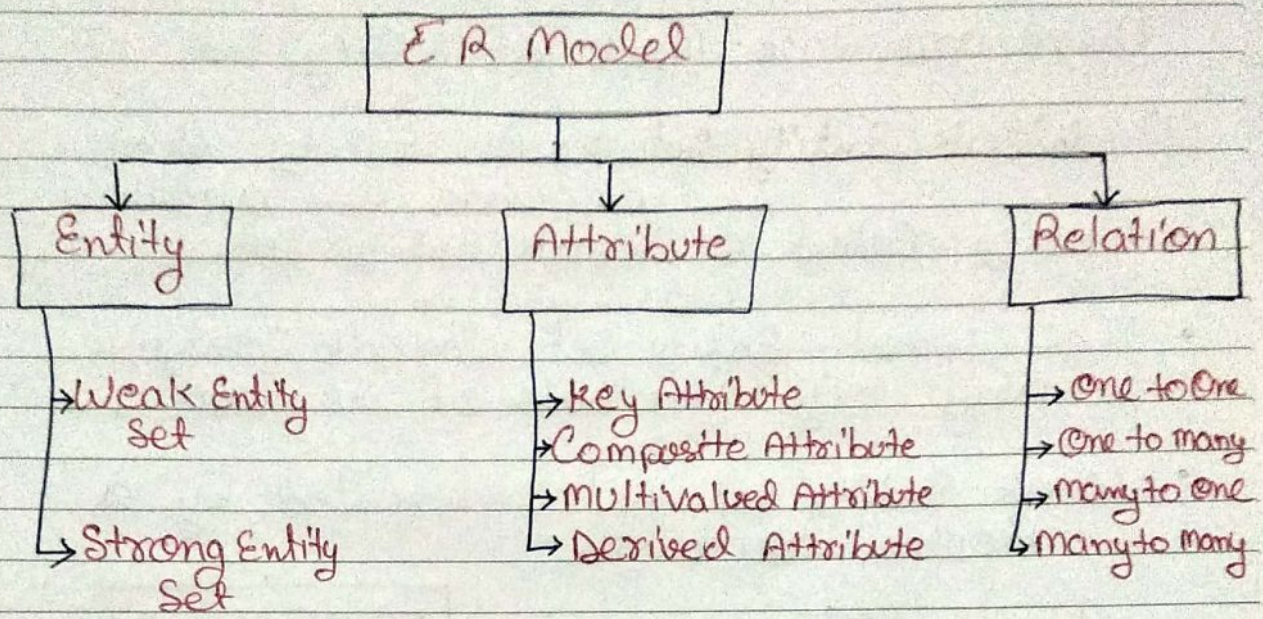 ER Model
Entity
Attribute
Relation
Weak Entity
Set
Strong Entity
Set
Key Attribute
Composite Attribute
Multivalued Attribute
Derived Attribute
One to One
One to many
many to one
many to many